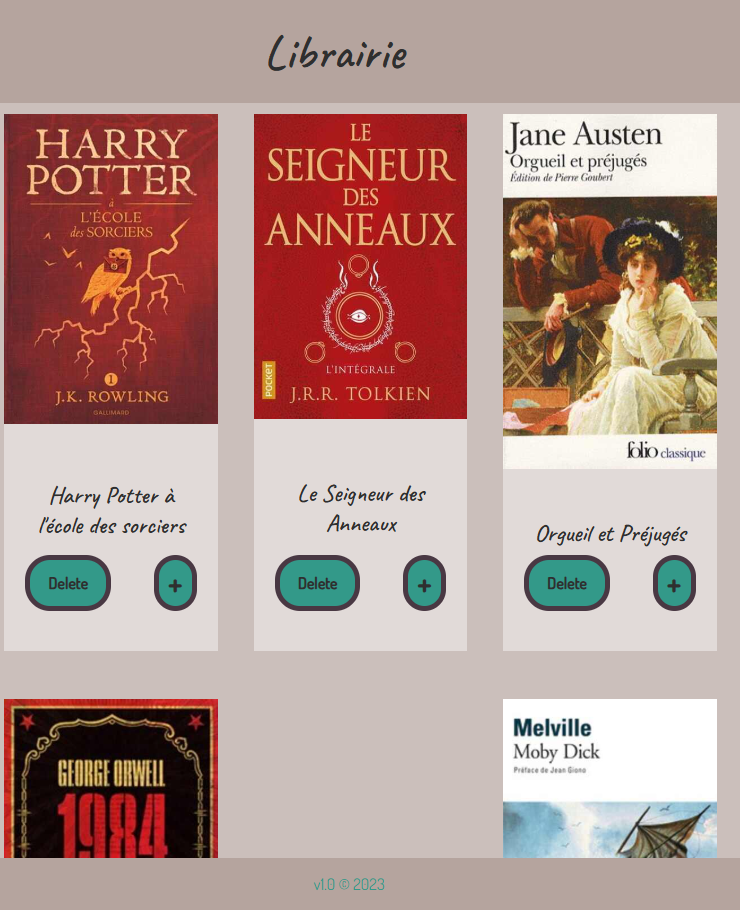 Librairie
HARRY
POTTER
à
L'ÉCOLE
des SORCIERS
1
J.K. ROWLING
GALLIMARD
Harry Potter à
l'école des sorciers
Delete
+
LE
SEIGNEUR
DES
ANNEAUX
L'INTÉGRALE
POCKET
J.R.R. TOLKIEN
Le Seigneur des
Anneaux
Delete
+
Jane Austen
Orgueil et préjugés
Édition de Pierre Goubert
folio classique
Orgueil et Préjugés
Delete
+
GEORGE ORWELL
1984
Melville
Moby Dick
Préface de Jean Giono
v1.0 © 2023